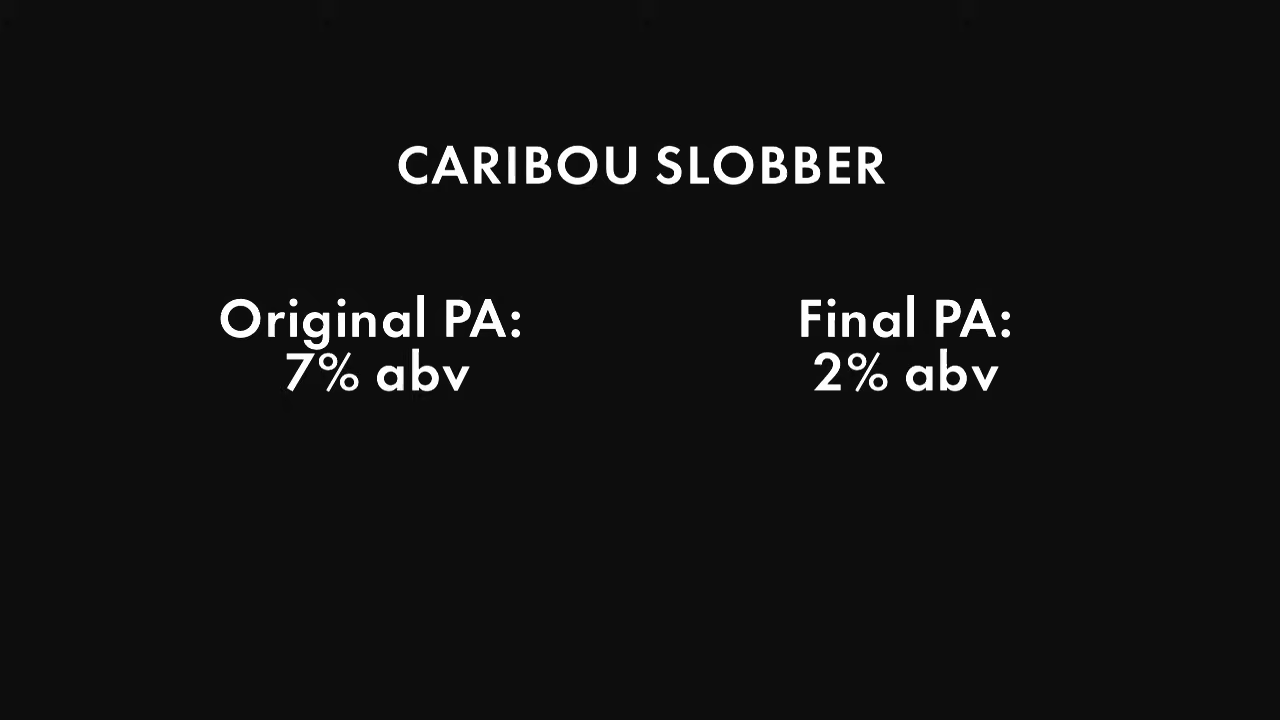 CARIBOU SLOBBER
Original PA:
7% abv
Final PA:
2% abv